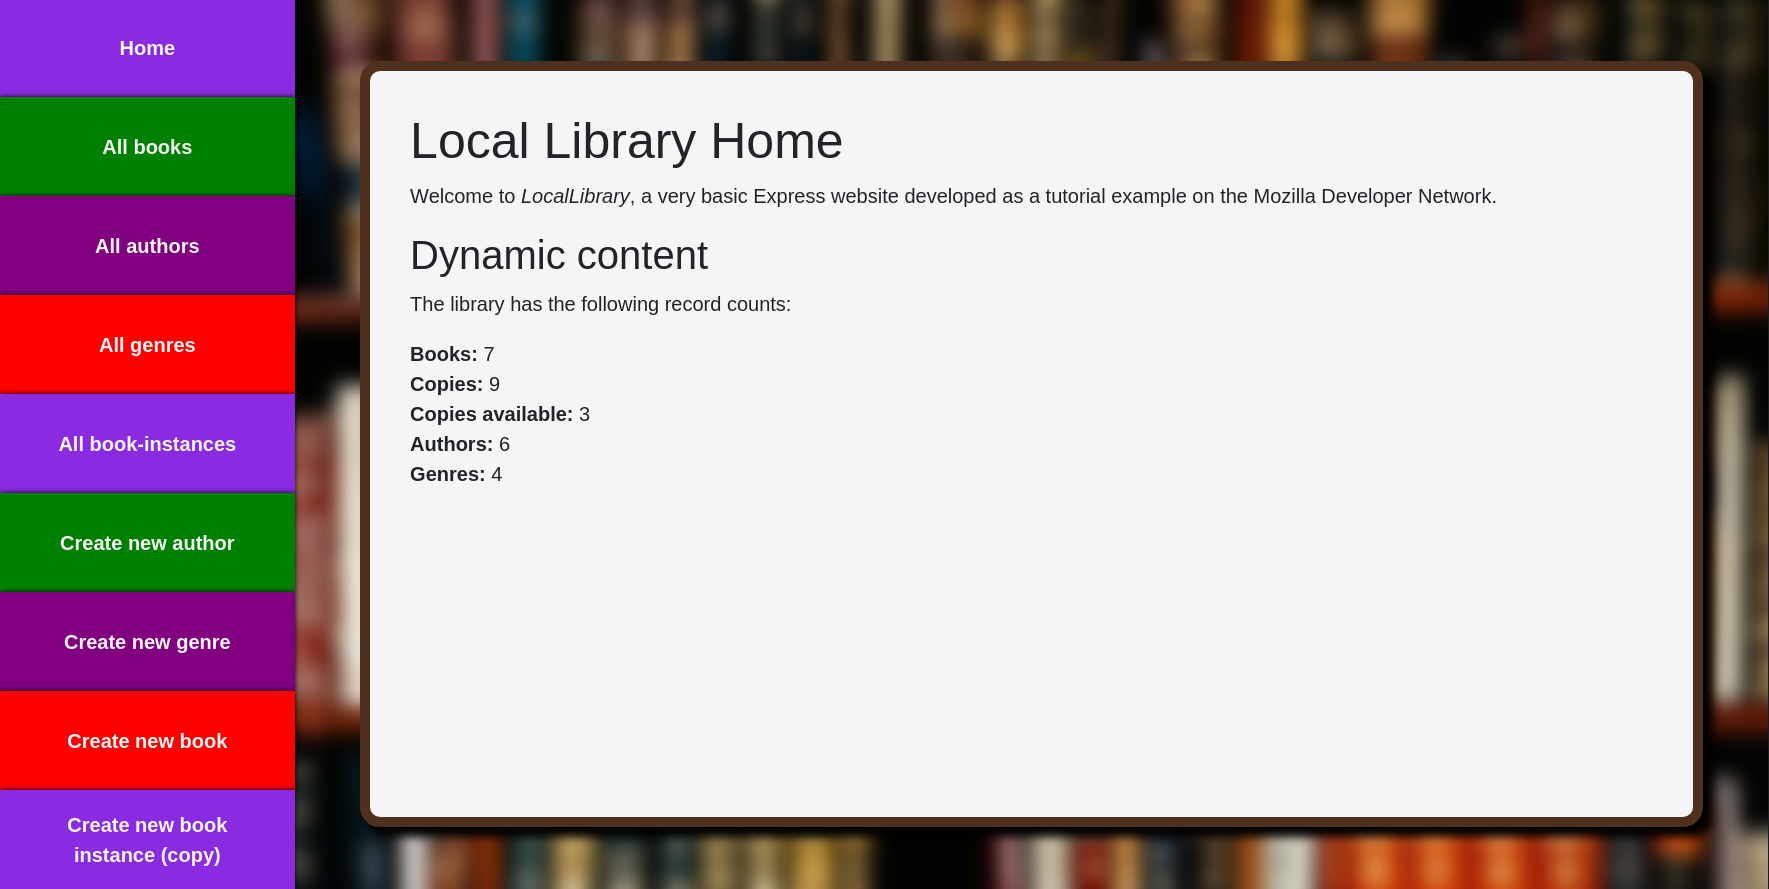 Home
All books
All authors
All genres
All book-instances
Create new author
Create new genre
Create new book
Create new book
instance (copy)
Local Library Home
Welcome to LocalLibrary, a very basic Express website developed as a tutorial example on the Mozilla Developer Network.
Dynamic content
The library has the following record counts:
Books: 7
Copies: 9
Copies available: 3
Authors: 6
Genres: 4